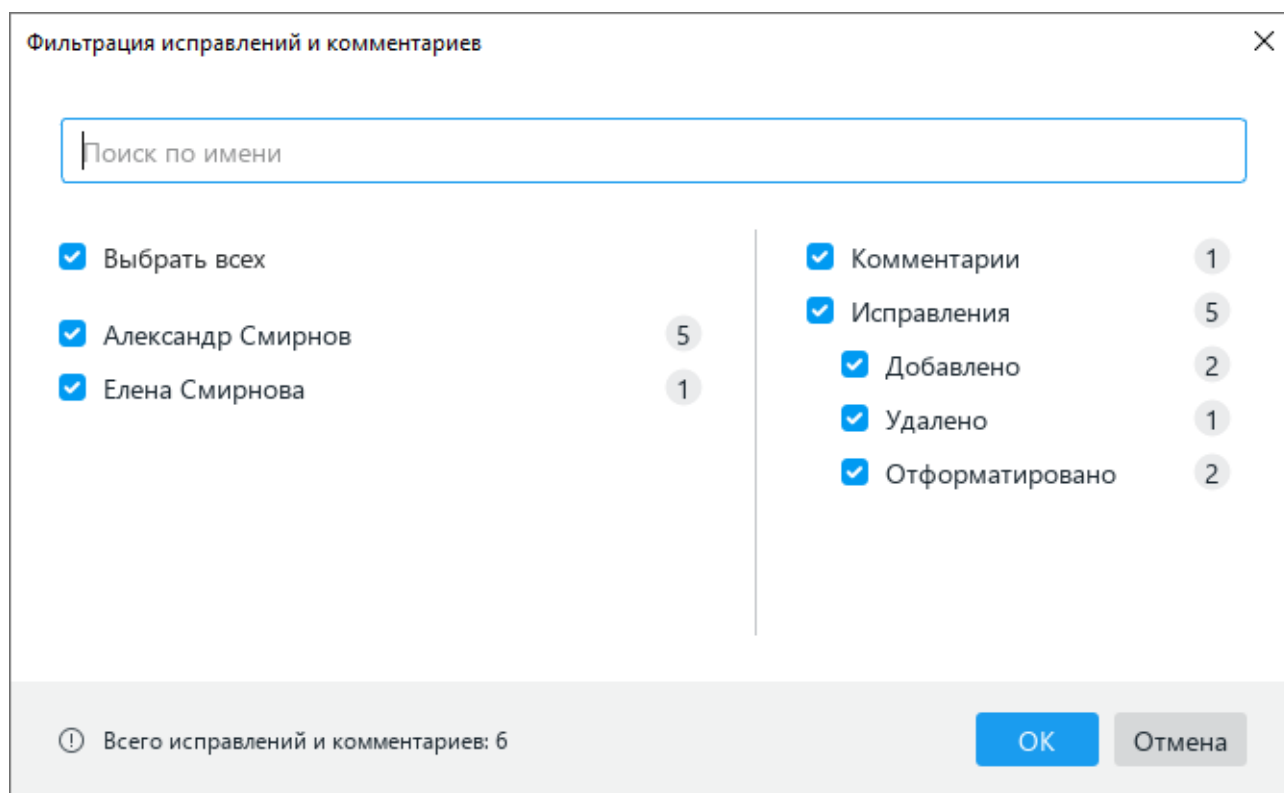 Фильтрация исправлений и комментариев
Поиск по имени
Выбрать всех
Александр Смирнов 5
Елена Смирнова 1
Комментарии 1
Исправления 5
Добавлено 2
Удалено 1
Отформатировано 2
Всего исправлений и комментариев: 6
ОК Отмена